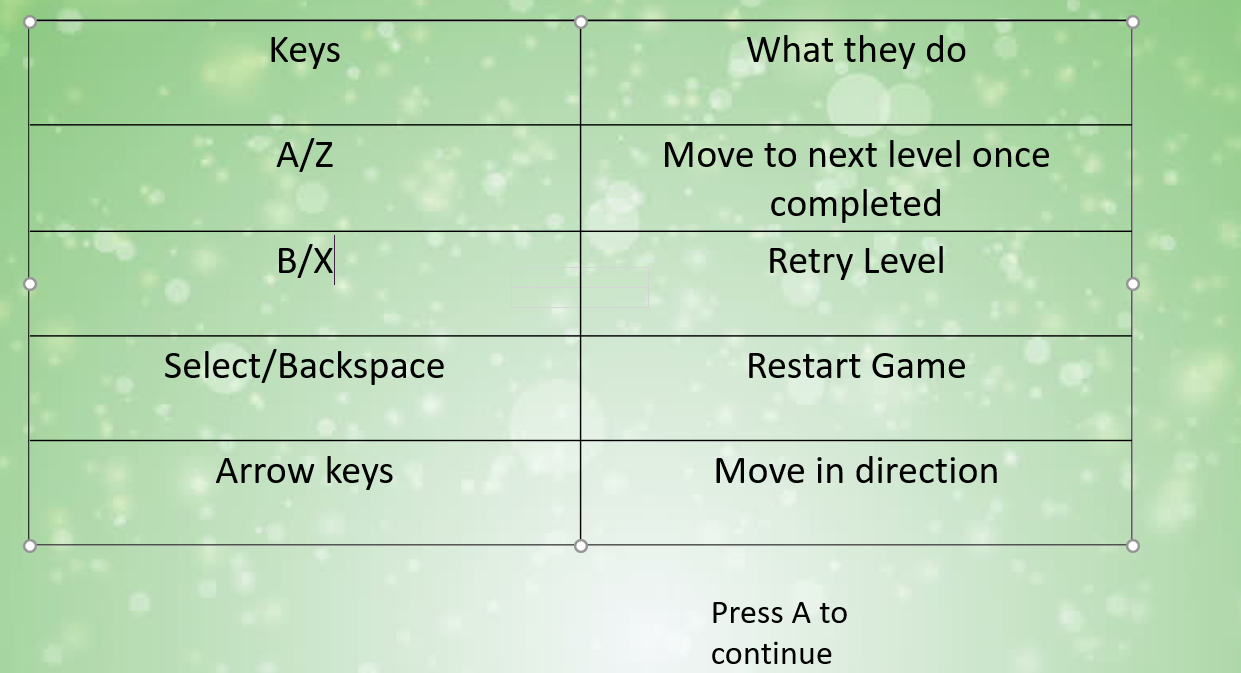 Keys
What they do
A/Z
Move to next level once
completed
B/X
Retry Level
Select/Backspace
Restart Game
Arrow keys
Move in direction
Press A to
continue